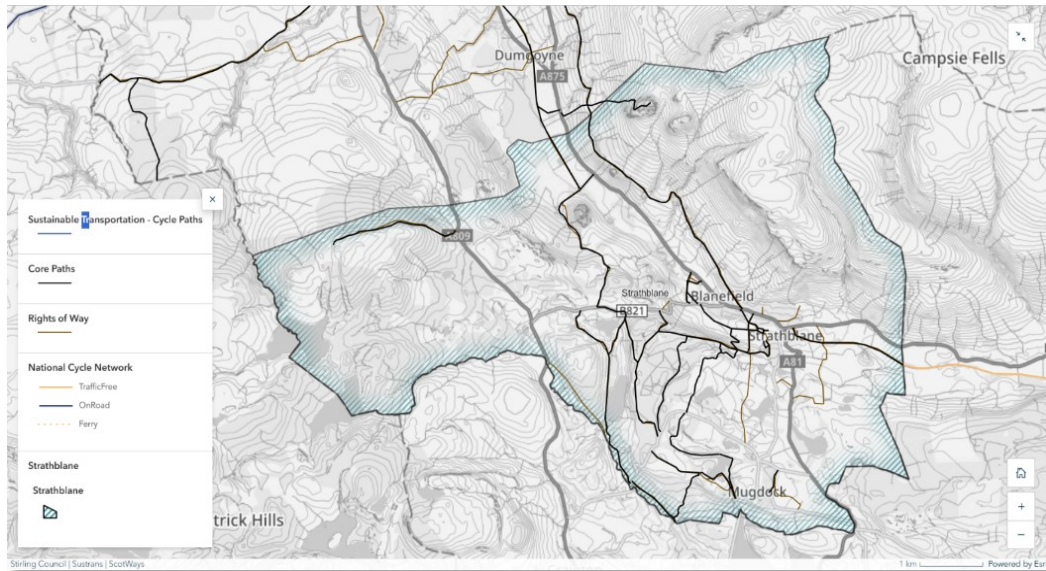 Dumgoyne
A875
Campsie Fells
×
Sustainable Transportation - Cycle Paths
Core Paths
Rights of Way
National Cycle Network
TrafficFree
OnRoad
Ferry
Strathblane
Strathblane
A809
Strathblane
Blanefield
B821
Strathblane
A81
Mugdock
trick Hills
+
−
Stirling Council | Sustrans | ScotWays
1 km
Powered by Esr